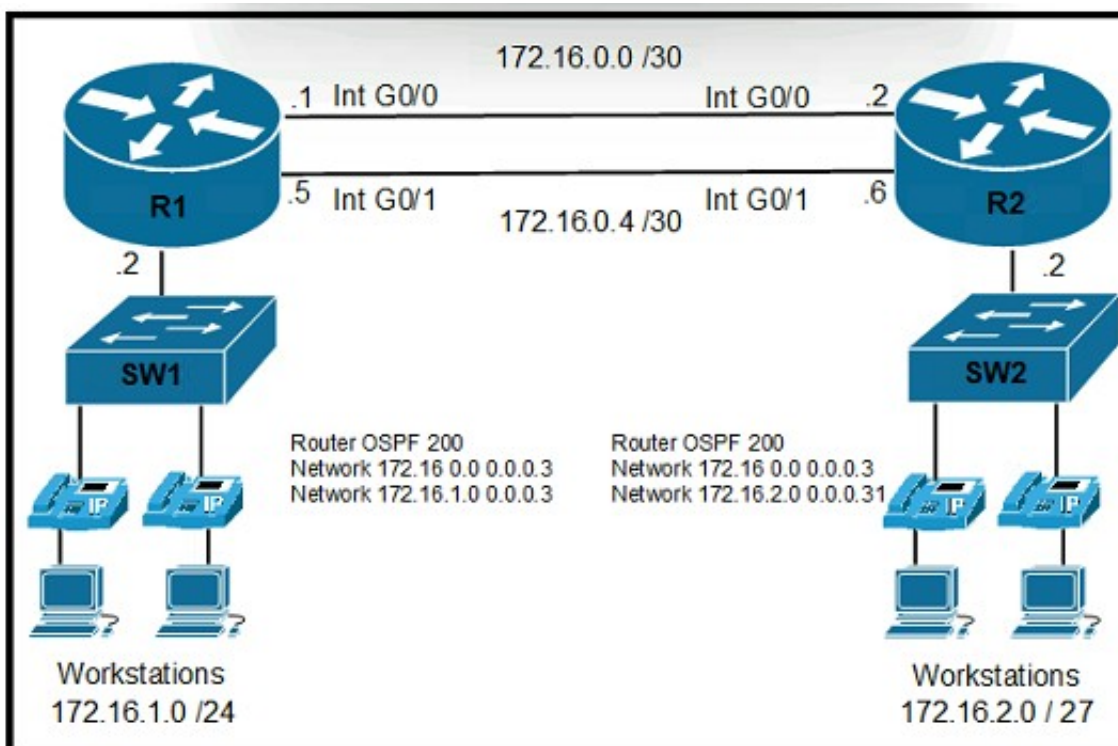 172.16.0.0 /30
.1 Int G0/0
Int G0/0 .2
R1
R2
.5 Int G0/1
Int G0/1 .6
172.16.0.4 /30
.2
.2
SW1
SW2
Router OSPF 200
Network 172.16 0.0 0.0.0.3
Network 172.16.1.0 0.0.0.3
Router OSPF 200
Network 172.16 0.0 0.0.0.3
Network 172.16.2.0 0.0.0.31
IP
IP
IP
IP
Workstations
172.16.1.0 /24
Workstations
172.16.2.0 / 27